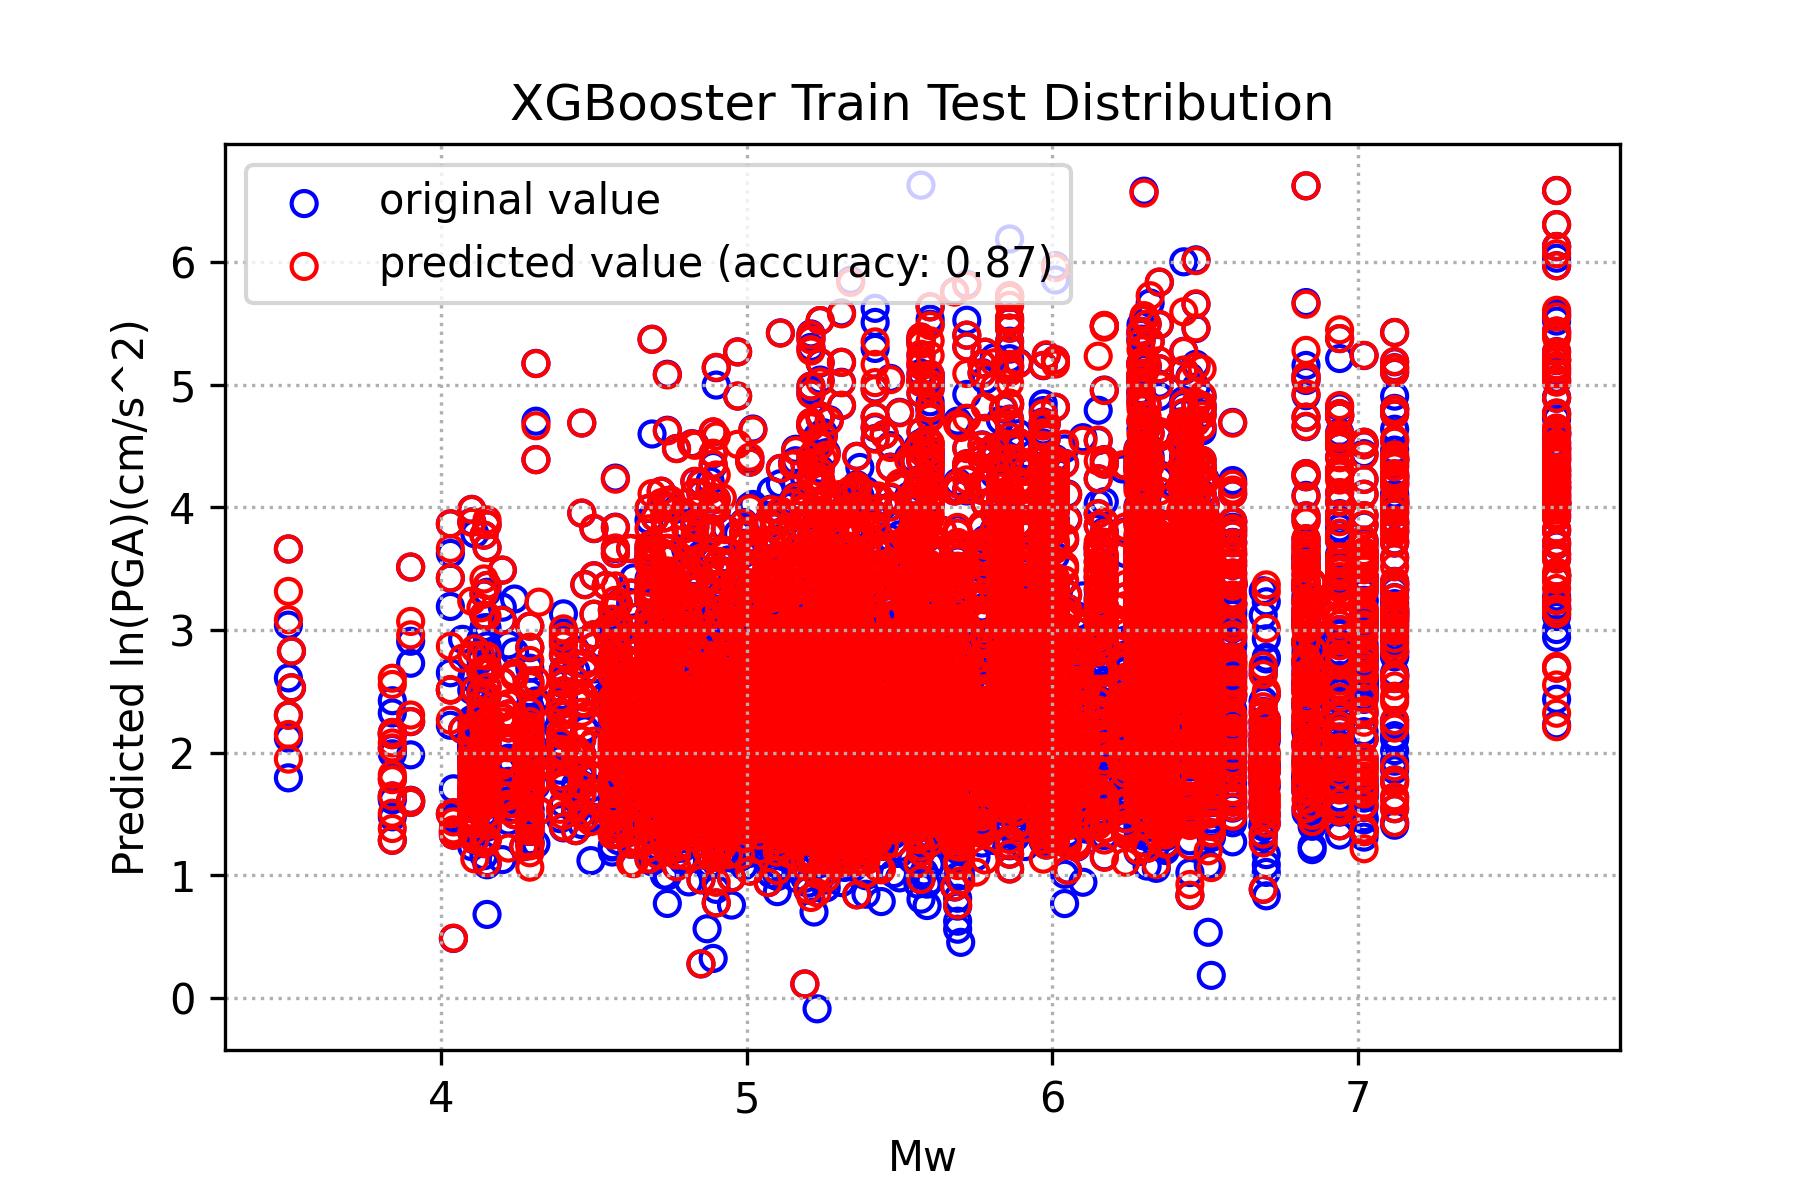 XGBooster Train Test Distribution
original value
predicted value (accuracy: 0.87)
Predicted ln(PGA)(cm/s^2)
6
5
4
3
2
1
0
4 5 6 7
Mw